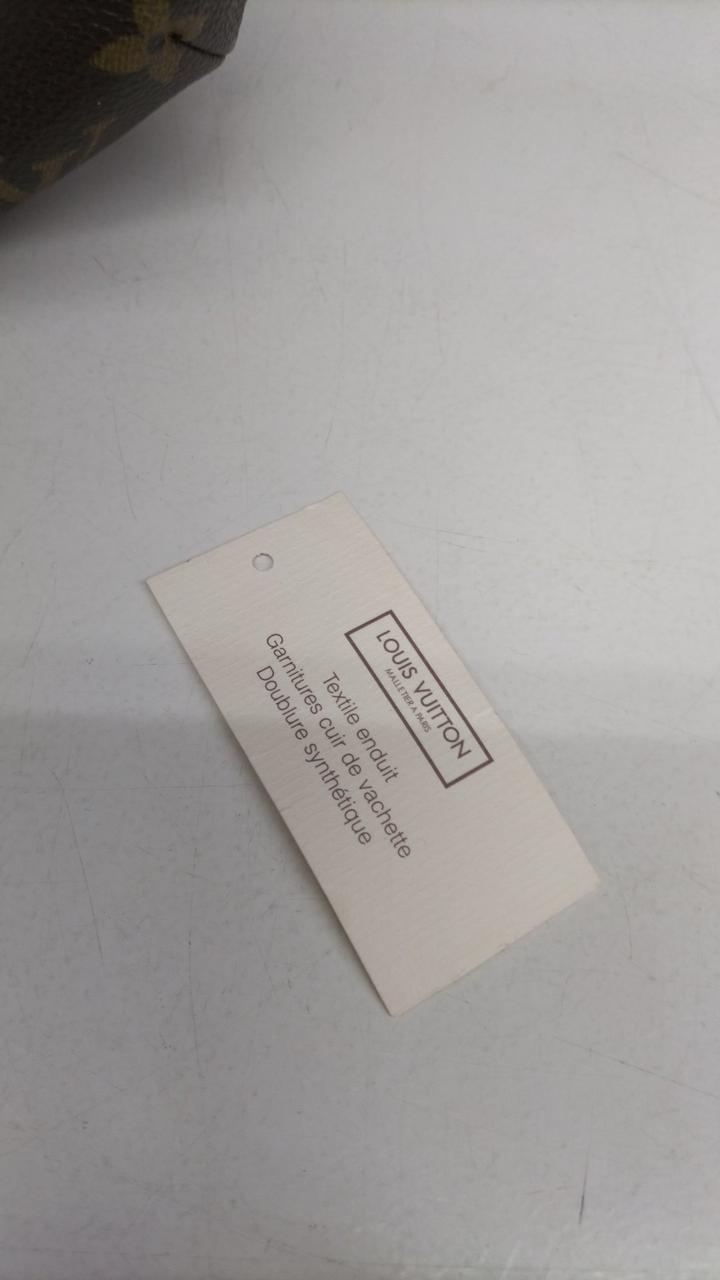 LOUIS VUITTON
MALLETIER A PARIS
Textile enduit
Garnitures cuir de vachette
Doublure synthétique